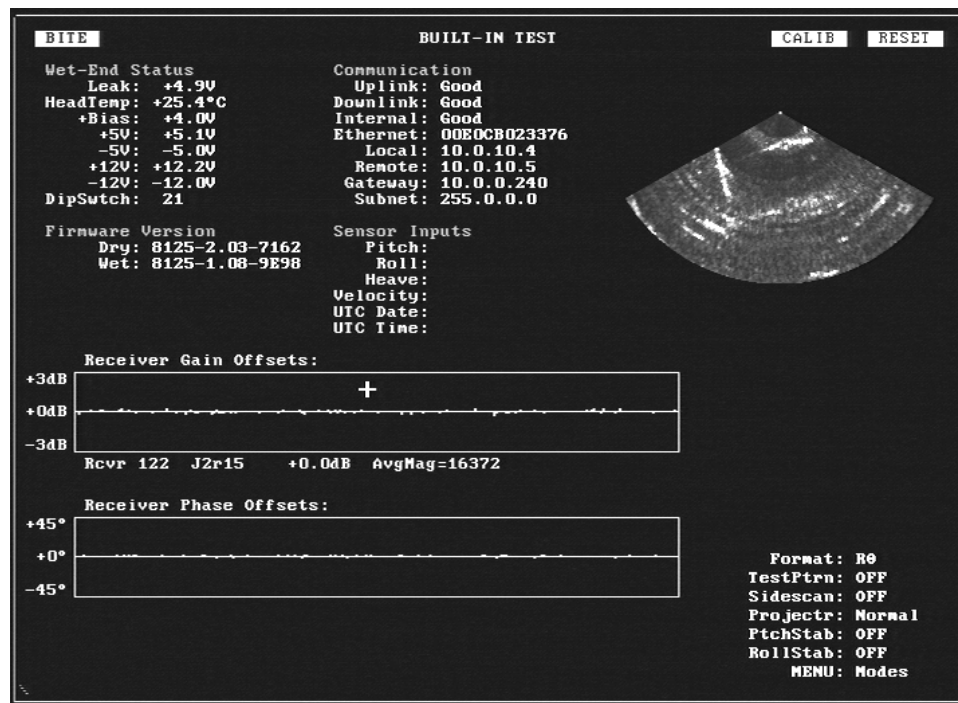 BITE BUILT-IN TEST CALIB RESET
Wet-End Status
Leak: +4.9V
HeadTemp: +25.4°C
+Bias: +4.0V
+5V: +5.1V
-5V: -5.0V
+12V: +12.2V
-12V: -12.0V
DipSwtch: 21
Firmware Version
Dry: 8125-2.03-7162
Wet: 8125-1.08-9E98
Communication
Uplink: Good
Downlink: Good
Internal: Good
Ethernet: 00E0CB023376
Local: 10.0.10.4
Remote: 10.0.10.5
Gateway: 10.0.0.240
Subnet: 255.0.0.0
Sensor Inputs
Pitch:
Roll:
Heave:
Velocity:
UTC Date:
UTC Time:
Receiver Gain Offsets:
+3dB
+0dB
-3dB
Rcvr 122 J2r15 +0.0dB AvgMag=16372
Receiver Phase Offsets:
+45°
+0°
-45°
Format: Rθ
TestPtrn: OFF
Sidescan: OFF
Projectr: Normal
PtchStab: OFF
RollStab: OFF
MENU: Modes